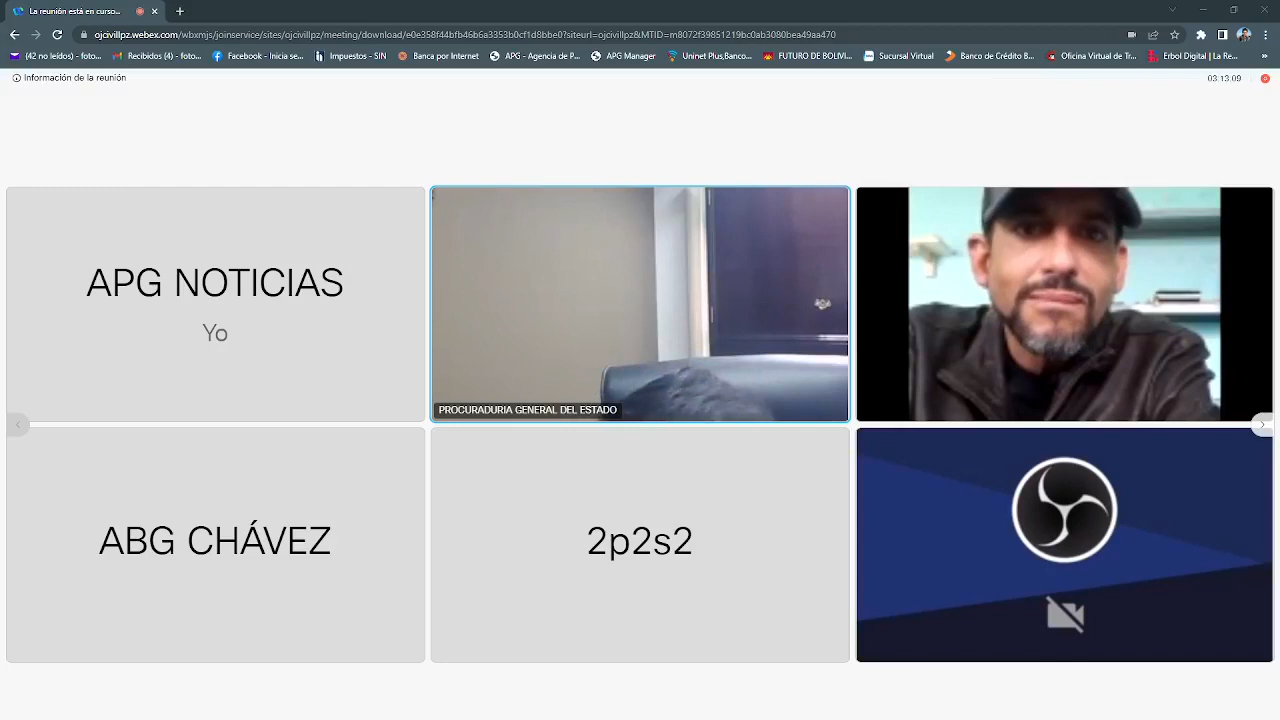 La reunión está en curso...
ojcivillpz.webex.com/wbxmjs/joinservice/sites/ojcivillpz/meeting/download/e0e358f44b1b46b6a3353b0cf1d8bbe0?siteurl=ojcivillpz&MTID=m8072f39851219bc0ab3080bea49aa470
(42 no leídos) - foto...
Recibidos (4) - foto...
Facebook - Inicia se...
Impuestos - SIN
Banca por Internet
APG - Agencia de P...
APG Manager
Uninet Plus,Banco...
FUTURO DE BOLIVI...
Sucursal Virtual
Banco de Crédito B...
Oficina Virtual de Tr...
Erbol Digital | La Re...
Información de la reunión
03:13:09
APG NOTICIAS
Yo
PROCURADURIA GENERAL DEL ESTADO
ABG CHÁVEZ
2p2s2